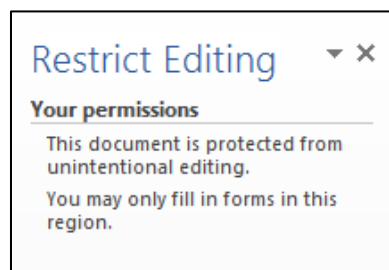 Restrict Editing
Your permissions
This document is protected from
unintentional editing.
You may only fill in forms in this
region.